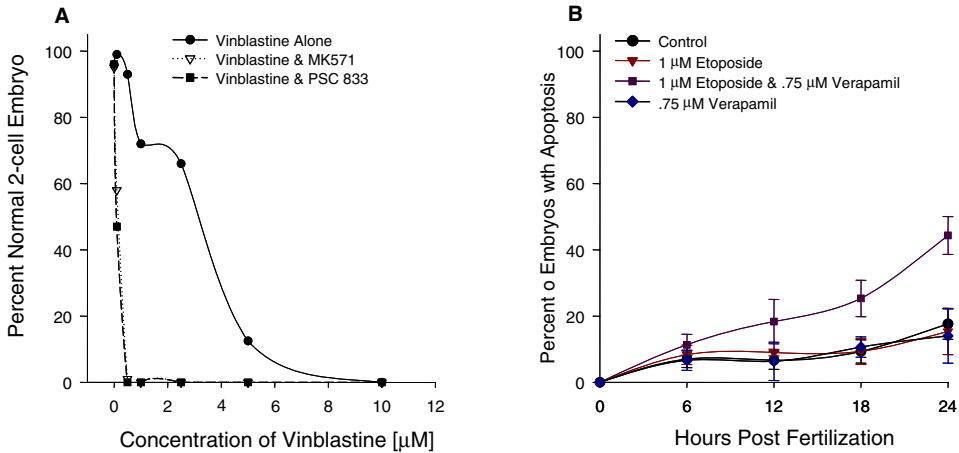 A
Vinblastine Alone
Vinblastine & MK571
Vinblastine & PSC 833
Percent Normal 2-cell Embryo
100
80
60
40
20
0
0 2 4 6 8 10 12
Concentration of Vinblastine [µM]
B
Control
1 µM Etoposide
1 µM Etoposide & .75 µM Verapamil
.75 µM Verapamil
Percent o Embryos wth Apoptosis
100
80
60
40
20
0
0 6 12 18 24
Hours Post Fertilization